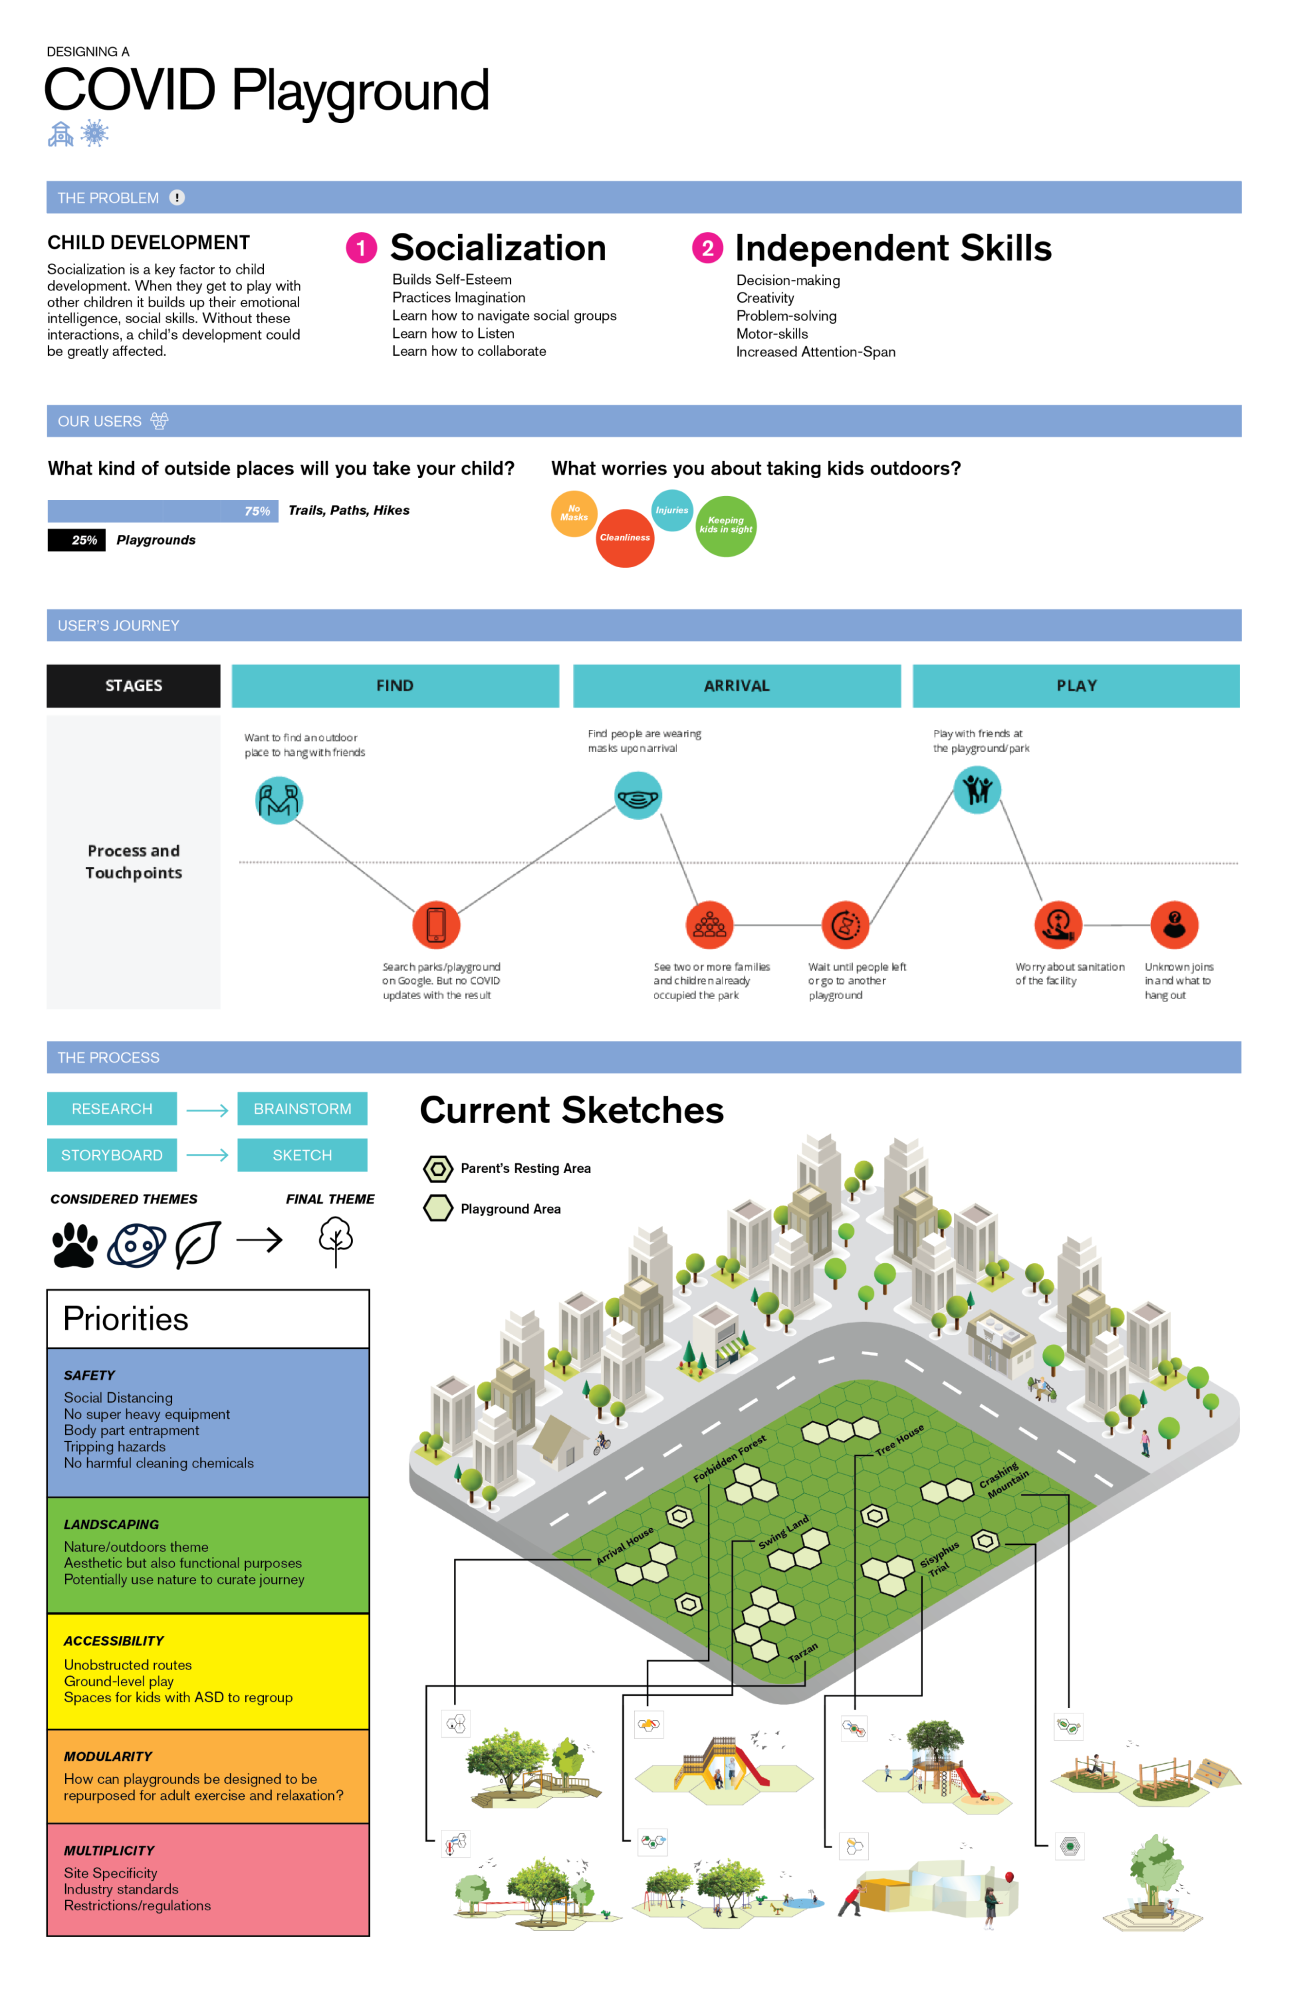 DESIGNING A
COVID Playground
THE PROBLEM !
CHILD DEVELOPMENT
Socialization is a key factor to child
development. When they get to play with
other children it builds up their emotional
intelligence, social skills. Without these
interactions, a child's development could
be greatly affected.
1 Socialization
Builds Self-Esteem
Practices Imagination
Learn how to navigate social groups
Learn how to Listen
Learn how to collaborate
2 Independent Skills
Decision-making
Creativity
Problem-solving
Motor-skills
Increased Attention-Span
OUR USERS
What kind of outside places will you take your child?
75% Trails, Paths, Hikes
25% Playgrounds
What worries you about taking kids outdoors?
No
Masks
Cleanliness
Injuries
Keeping
kids in sight
USER'S JOURNEY
STAGES
FIND
ARRIVAL
PLAY
Process and
Touchpoints
Want to find an outdoor
place to hang with friends
Search parks/playground
on Google. But no COVID
updates with the result
Find people are wearing
masks upon arrival
See two or more families
and children already
occupied the park
Wait until people left
or go to another
playground
Play with friends at
the playground/park
Worry about sanitation
of the facility
Unknown joins
in and what to
hang out
THE PROCESS
RESEARCH
BRAINSTORM
STORYBOARD
SKETCH
CONSIDERED THEMES
FINAL THEME
Priorities
SAFETY
Social Distancing
No super heavy equipment
Body part entrapment
Tripping hazards
No harmful cleaning chemicals
LANDSCAPING
Nature/outdoors theme
Aesthetic but also functional purposes
Potentially use nature to curate journey
ACCESSIBILITY
Unobstructed routes
Ground-level play
Spaces for kids with ASD to regroup
MODULARITY
How can playgrounds be designed to be
repurposed for adult exercise and relaxation?
MULTIPLICITY
Site Specificity
Industry standards
Restrictions/regulations
Current Sketches
Parent's Resting Area
Playground Area
Forbidden Forest
Tree House
Crashing
Mountain
Arrival House
Swing Land
Sisyphus
Trial
Tarzan